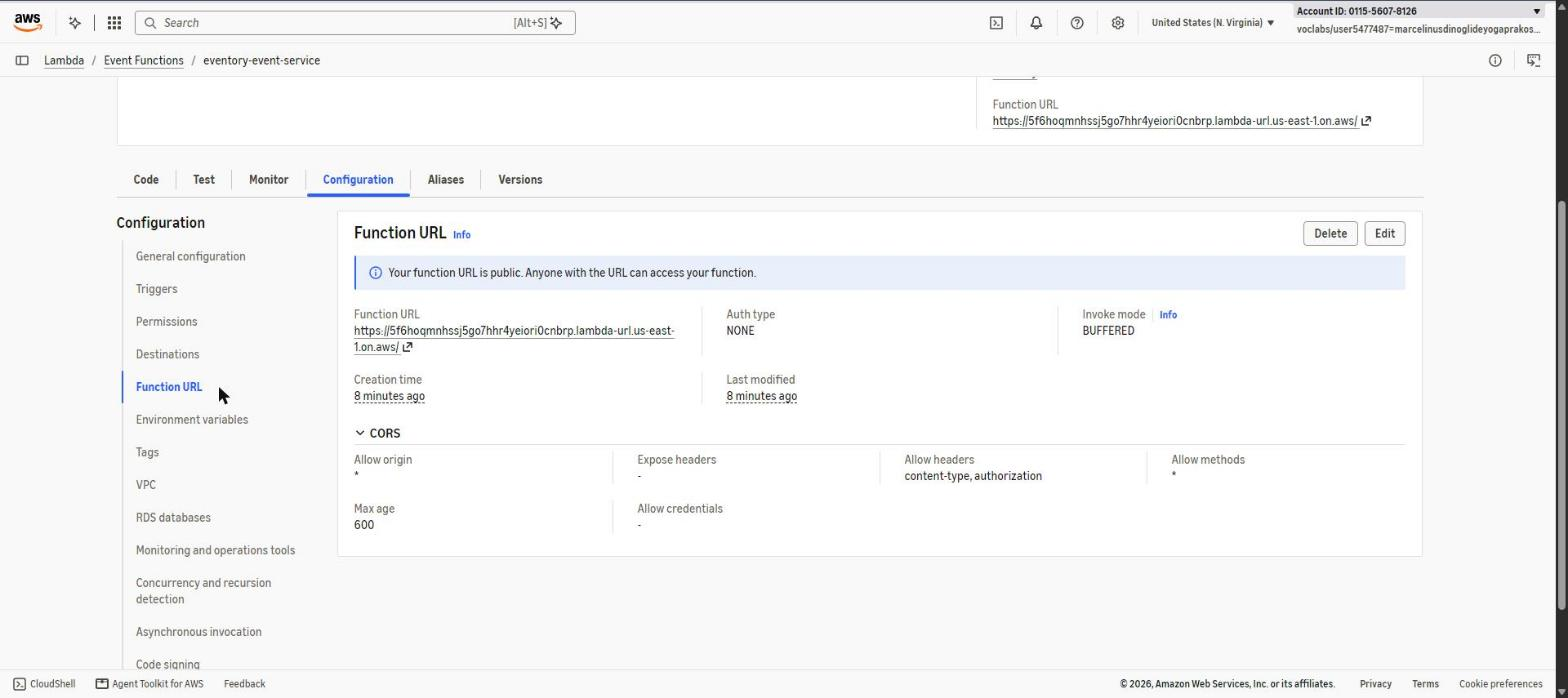 aws
Search [Alt+S]
United States (N. Virginia) ▼
Account ID: 0115-5607-8126
voclabs/user5477487=marcelinusdinoglideyogaprakos...
Lambda / Event Functions / eventory-event-service
Function URL
https://5f6hoqmnhssj5go7hhr4yeiori0cnbrp.lambda-url.us-east-1.on.aws/
Code Test Monitor Configuration Aliases Versions
Configuration
General configuration
Triggers
Permissions
Destinations
Function URL
Environment variables
Tags
VPC
RDS databases
Monitoring and operations tools
Concurrency and recursion
detection
Asynchronous invocation
Code signing
Function URL Info
Delete Edit
Your function URL is public. Anyone with the URL can access your function.
Function URL
https://5f6hoqmnhssj5go7hhr4yeiori0cnbrp.lambda-url.us-east-
1.on.aws/
Auth type
NONE
Invoke mode Info
BUFFERED
Creation time
8 minutes ago
Last modified
8 minutes ago
CORS
Allow origin
*
Expose headers
-
Allow headers
content-type, authorization
Allow methods
*
Max age
600
Allow credentials
-
CloudShell Agent Toolkit for AWS Feedback
© 2026, Amazon Web Services, Inc. or its affiliates. Privacy Terms Cookie preferences